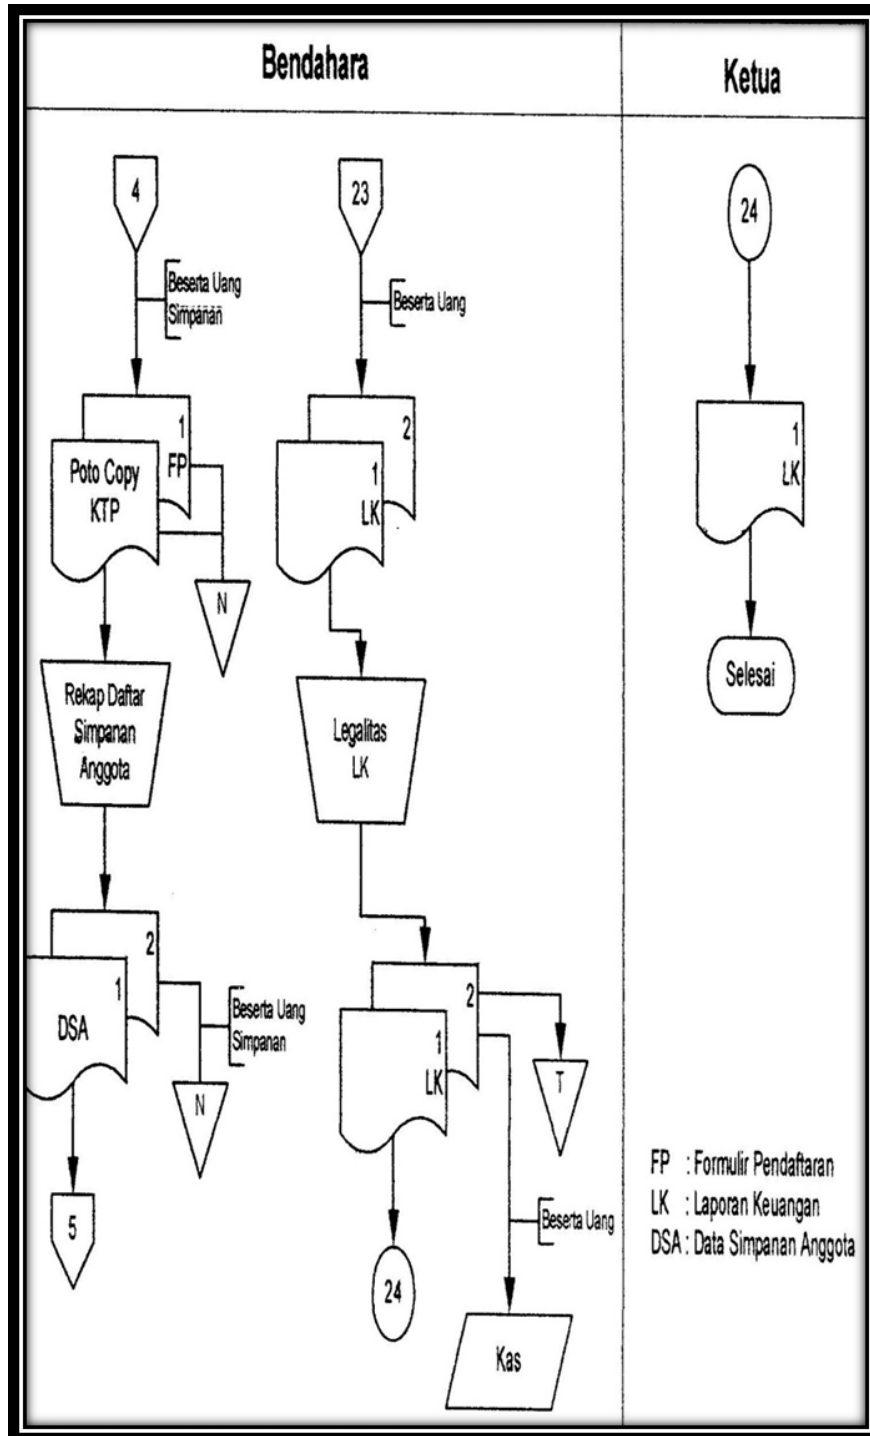 Bendahara
Ketua
4
23
24
Beserta Uang
Simpanan
Beserta Uang
1
FP
Poto Copy
KTP
N
2
1
LK
1
LK
Rekap Daftar
Simpanan
Anggota
Legalitas
LK
Selesai
2
1
DSA
Beserta Uang
Simpanan
N
2
1
LK
T
5
24
Beserta Uang
Kas
FP : Formulir Pendaftaran
LK : Laporan Keuangan
DSA : Data Simpanan Anggota